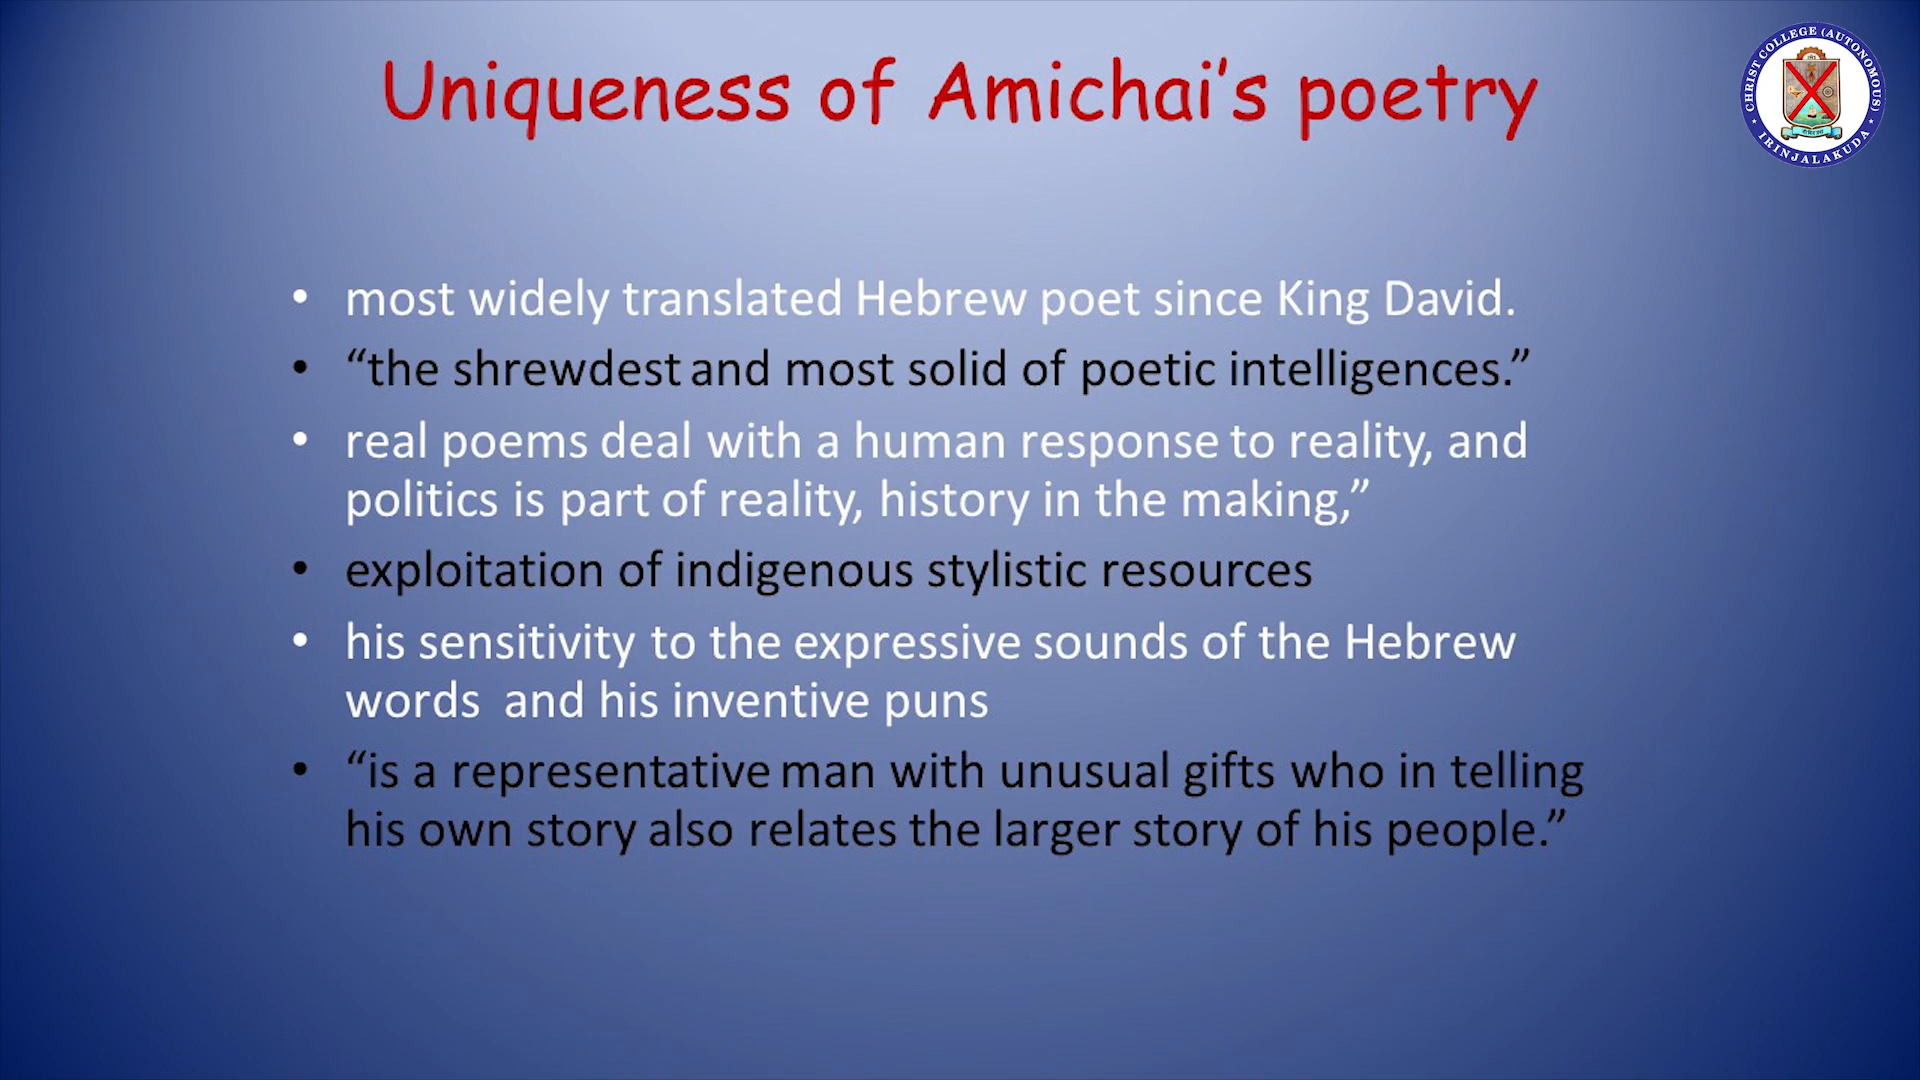 Uniqueness of Amichai’s poetry
CHRIST COLLEGE (AUTONOMOUS)
IRINJALAKUDA
• most widely translated Hebrew poet since King David.
• “the shrewdest and most solid of poetic intelligences.”
• real poems deal with a human response to reality, and
politics is part of reality, history in the making,”
• exploitation of indigenous stylistic resources
• his sensitivity to the expressive sounds of the Hebrew
words and his inventive puns
• “is a representative man with unusual gifts who in telling
his own story also relates the larger story of his people.”